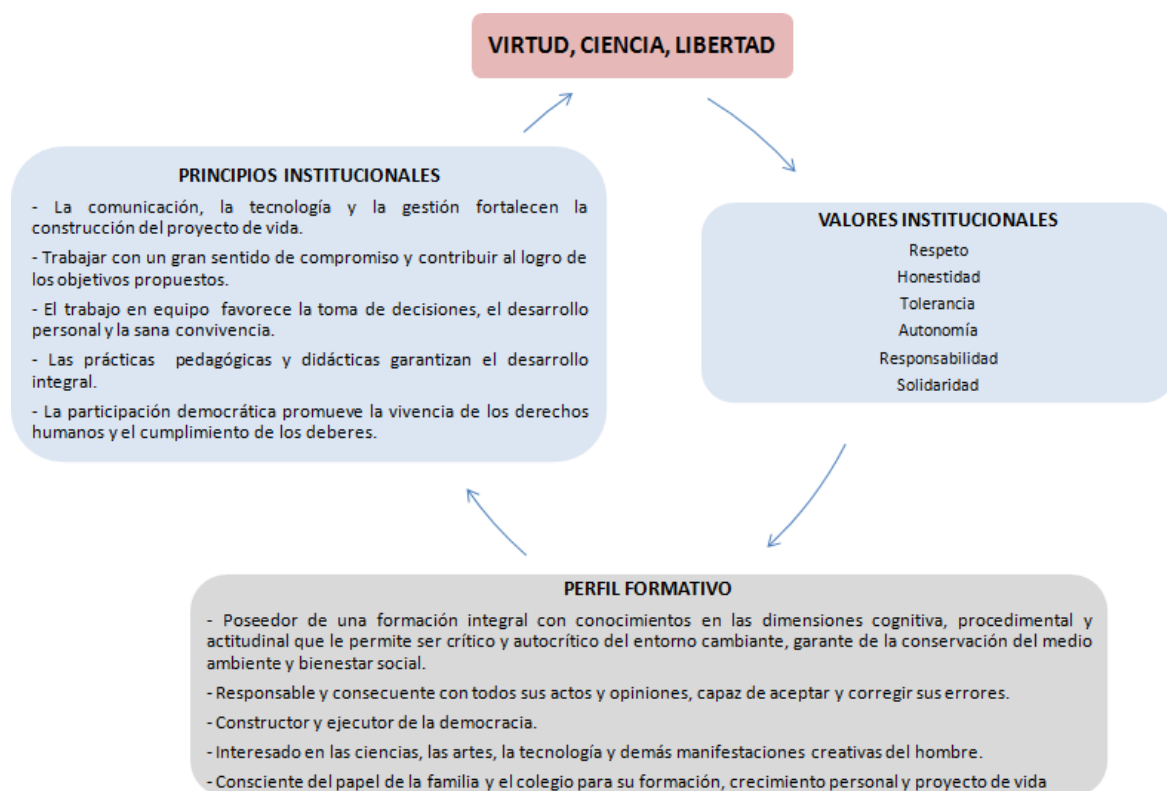 VIRTUD, CIENCIA, LIBERTAD
PRINCIPIOS INSTITUCIONALES
- La comunicación, la tecnología y la gestión fortalecen la
construcción del proyecto de vida.
- Trabajar con un gran sentido de compromiso y contribuir al logro de
los objetivos propuestos.
- El trabajo en equipo favorece la toma de decisiones, el desarrollo
personal y la sana convivencia.
- Las prácticas pedagógicas y didácticas garantizan el desarrollo
integral.
- La participación democrática promueve la vivencia de los derechos
humanos y el cumplimiento de los deberes.
VALORES INSTITUCIONALES
Respeto
Honestidad
Tolerancia
Autonomía
Responsabilidad
Solidaridad
PERFIL FORMATIVO
- Poseedor de una formación integral con conocimientos en las dimensiones cognitiva, procedimental y
actitudinal que le permite ser crítico y autocrítico del entorno cambiante, garante de la conservación del medio
ambiente y bienestar social.
- Responsable y consecuente con todos sus actos y opiniones, capaz de aceptar y corregir sus errores.
- Constructor y ejecutor de la democracia.
- Interesado en las ciencias, las artes, la tecnología y demás manifestaciones creativas del hombre.
- Consciente del papel de la familia y el colegio para su formación, crecimiento personal y proyecto de vida